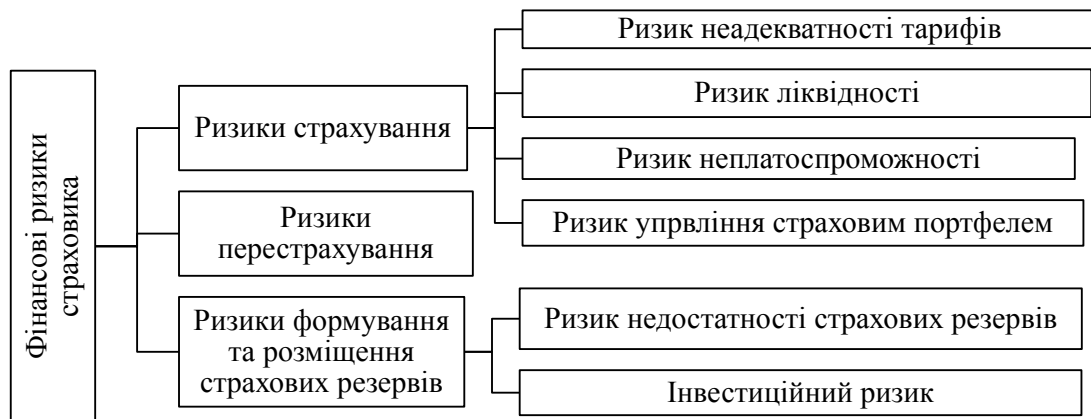 Фінансові ризики
страховика
Ризики страхування
Ризик неадекватності тарифів
Ризик ліквідності
Ризик неплатоспроможності
Ризик упрвління страховим портфелем
Ризики
перестрахування
Ризики формування
та розміщення
страхових резервів
Ризик недостатності страхових резервів
Інвестиційний ризик